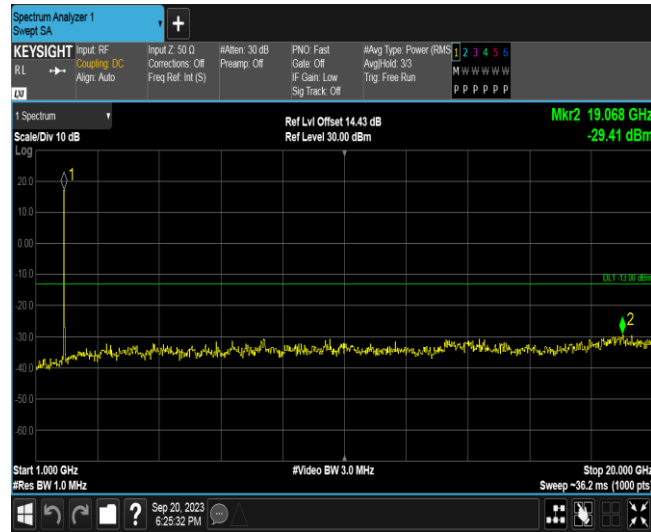 Spectrum Analyzer 1
Swept SA
KEYSIGHT
RL
LXI
Input: RF
Coupling: DC
Align: Auto
Input Z: 50 Ω
Corrections: Off
Freq Ref: Int (S)
#Atten: 30 dB
Preamp: Off
PNO: Fast
Gate: Off
IF Gain: Low
Sig Track: Off
#Avg Type: Power (RMS
Avg|Hold: 3/3
Trig: Free Run
1 2 3 4 5 6
M W W W W W
P P P P P P
1 Spectrum
Scale/Div 10 dB
Log
Ref Lvl Offset 14.43 dB
Ref Level 30.00 dBm
Mkr2 19.068 GHz
-29.41 dBm
1
20.0
10.0
0.00
-10.0
DL1 -13.00 dBm
-20.0
2
-30.0
-40.0
-50.0
-60.0
Start 1.000 GHz
#Res BW 1.0 MHz
#Video BW 3.0 MHz
Stop 20.000 GHz
Sweep ~36.2 ms (1000 pts)
?
Sep 20, 2023
6:25:32 PM